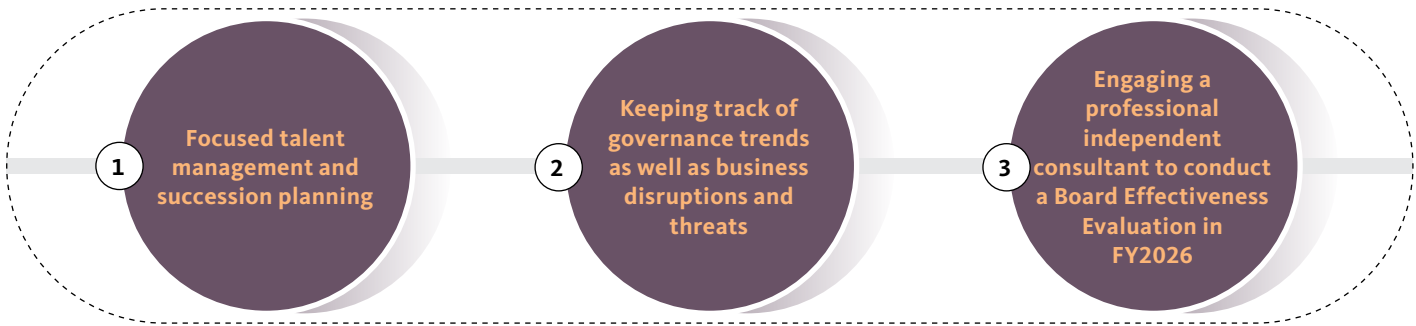 1
Focused talent
management and
succession planning
2
Keeping track of
governance trends
as well as business
disruptions and
threats
3
Engaging a
professional
independent
consultant to conduct
a Board Effectiveness
Evaluation in
FY2026